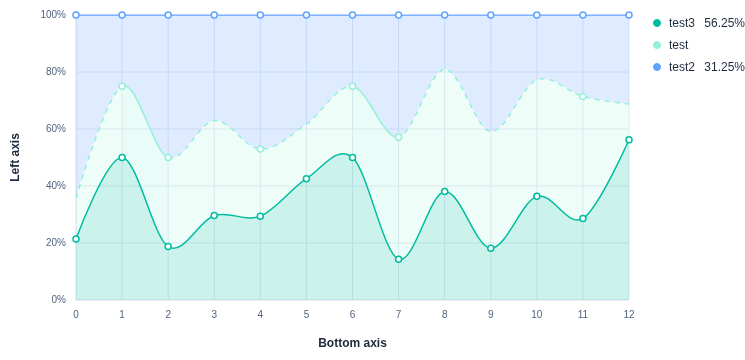 100%
80%
60%
40%
20%
0%
Left axis
0 1 2 3 4 5 6 7 8 9 10 11 12
Bottom axis
test3 56.25%
test
test2 31.25%